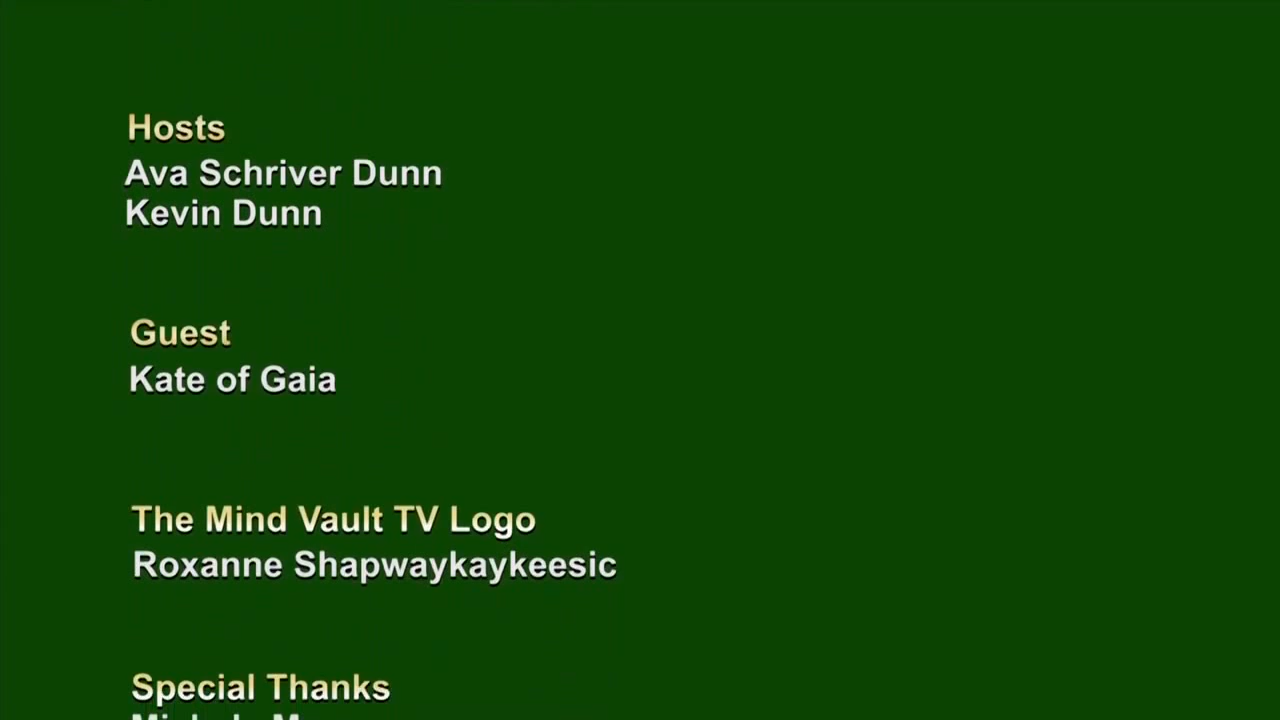 Hosts
Ava Schriver Dunn
Kevin Dunn
Guest
Kate of Gaia
The Mind Vault TV Logo
Roxanne Shapwaykaykeesic
Special Thanks